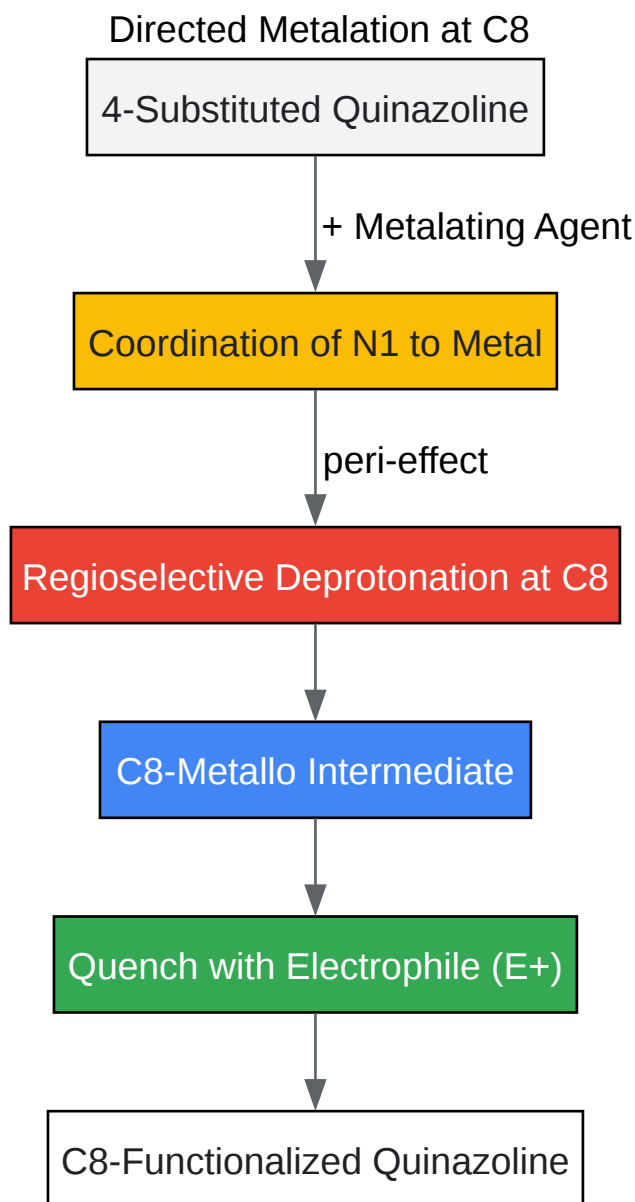 Directed Metalation at C8
4-Substituted Quinazoline
+ Metalating Agent
Coordination of N1 to Metal
peri-effect
Regioselective Deprotonation at C8
C8-Metallo Intermediate
Quench with Electrophile (E+)
C8-Functionalized Quinazoline